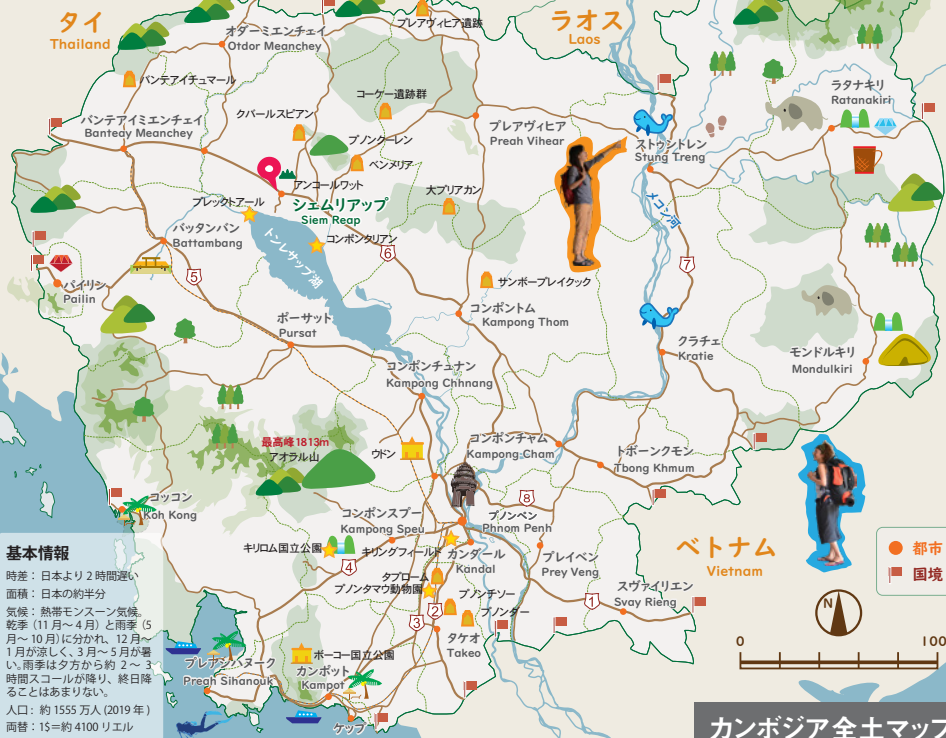 タイ
Thailand
ラオス
Laos
プレアヴィヒア遺跡
オダーミエンチェイ
Otdor Meanchey
バンテアイチュマール
コーケー遺跡群
クバールスピアン
ラタナキリ
Ratanakiri
バンテアイミエンチェイ
Banteay Meanchey
プレアヴィヒア
Preah Vihear
プノンクーレン
ベンメリア
ストゥントレン
Stung Treng
アンコールワット
シェムリアップ
Siem Reap
大プリアカン
プレックトアール
メコン河
バッタンバン
Battambang
コンポンタリアン
トンレサップ湖
6
7
5
サンボープレイクック
パイリン
Pailin
コンポントム
Kampong Thom
ポーサット
Pursat
クラチェ
Kratie
モンドルキリ
Mondulkiri
コンポンチュナン
Kampong Chhnang
最高峰1813m
アオラル山
ウドン
コンポンチャム
Kampong Cham
トボーンクモン
Tbong Khmum
8
コッコン
Koh Kong
コンポンスプー
Kampong Speu
プノンペン
Phnom Penh
キリロム国立公園
キリングフィールド
カンダール
Kandal
プレイベン
Prey Veng
4
タプローム
プノンタマウ動物園
プノンチソー
プノンダー
2
3
1
スヴァイリエン
Svay Rieng
タケオ
Takeo
プレアシハヌーク
Preah Sihanouk
ボーコー国立公園
カンポット
Kampot
ケップ
ベトナム
Vietnam
都市
国境
N
0
100
基本情報
時差：日本より２時間遅い
面積：日本の約半分
気候：熱帯モンスーン気候。
乾季（11 月～ 4 月）と雨季（5
月～ 10 月）に分かれ、12 月～
1 月が涼しく、3 月～ 5 月が暑
い。雨季は夕方から約 2 ～ 3
時間スコールが降り、終日降
ることはあまりない。
人口：約 1555 万人（2019 年）
両替：1$＝約 4100 リエル
カンボジア全土マップ